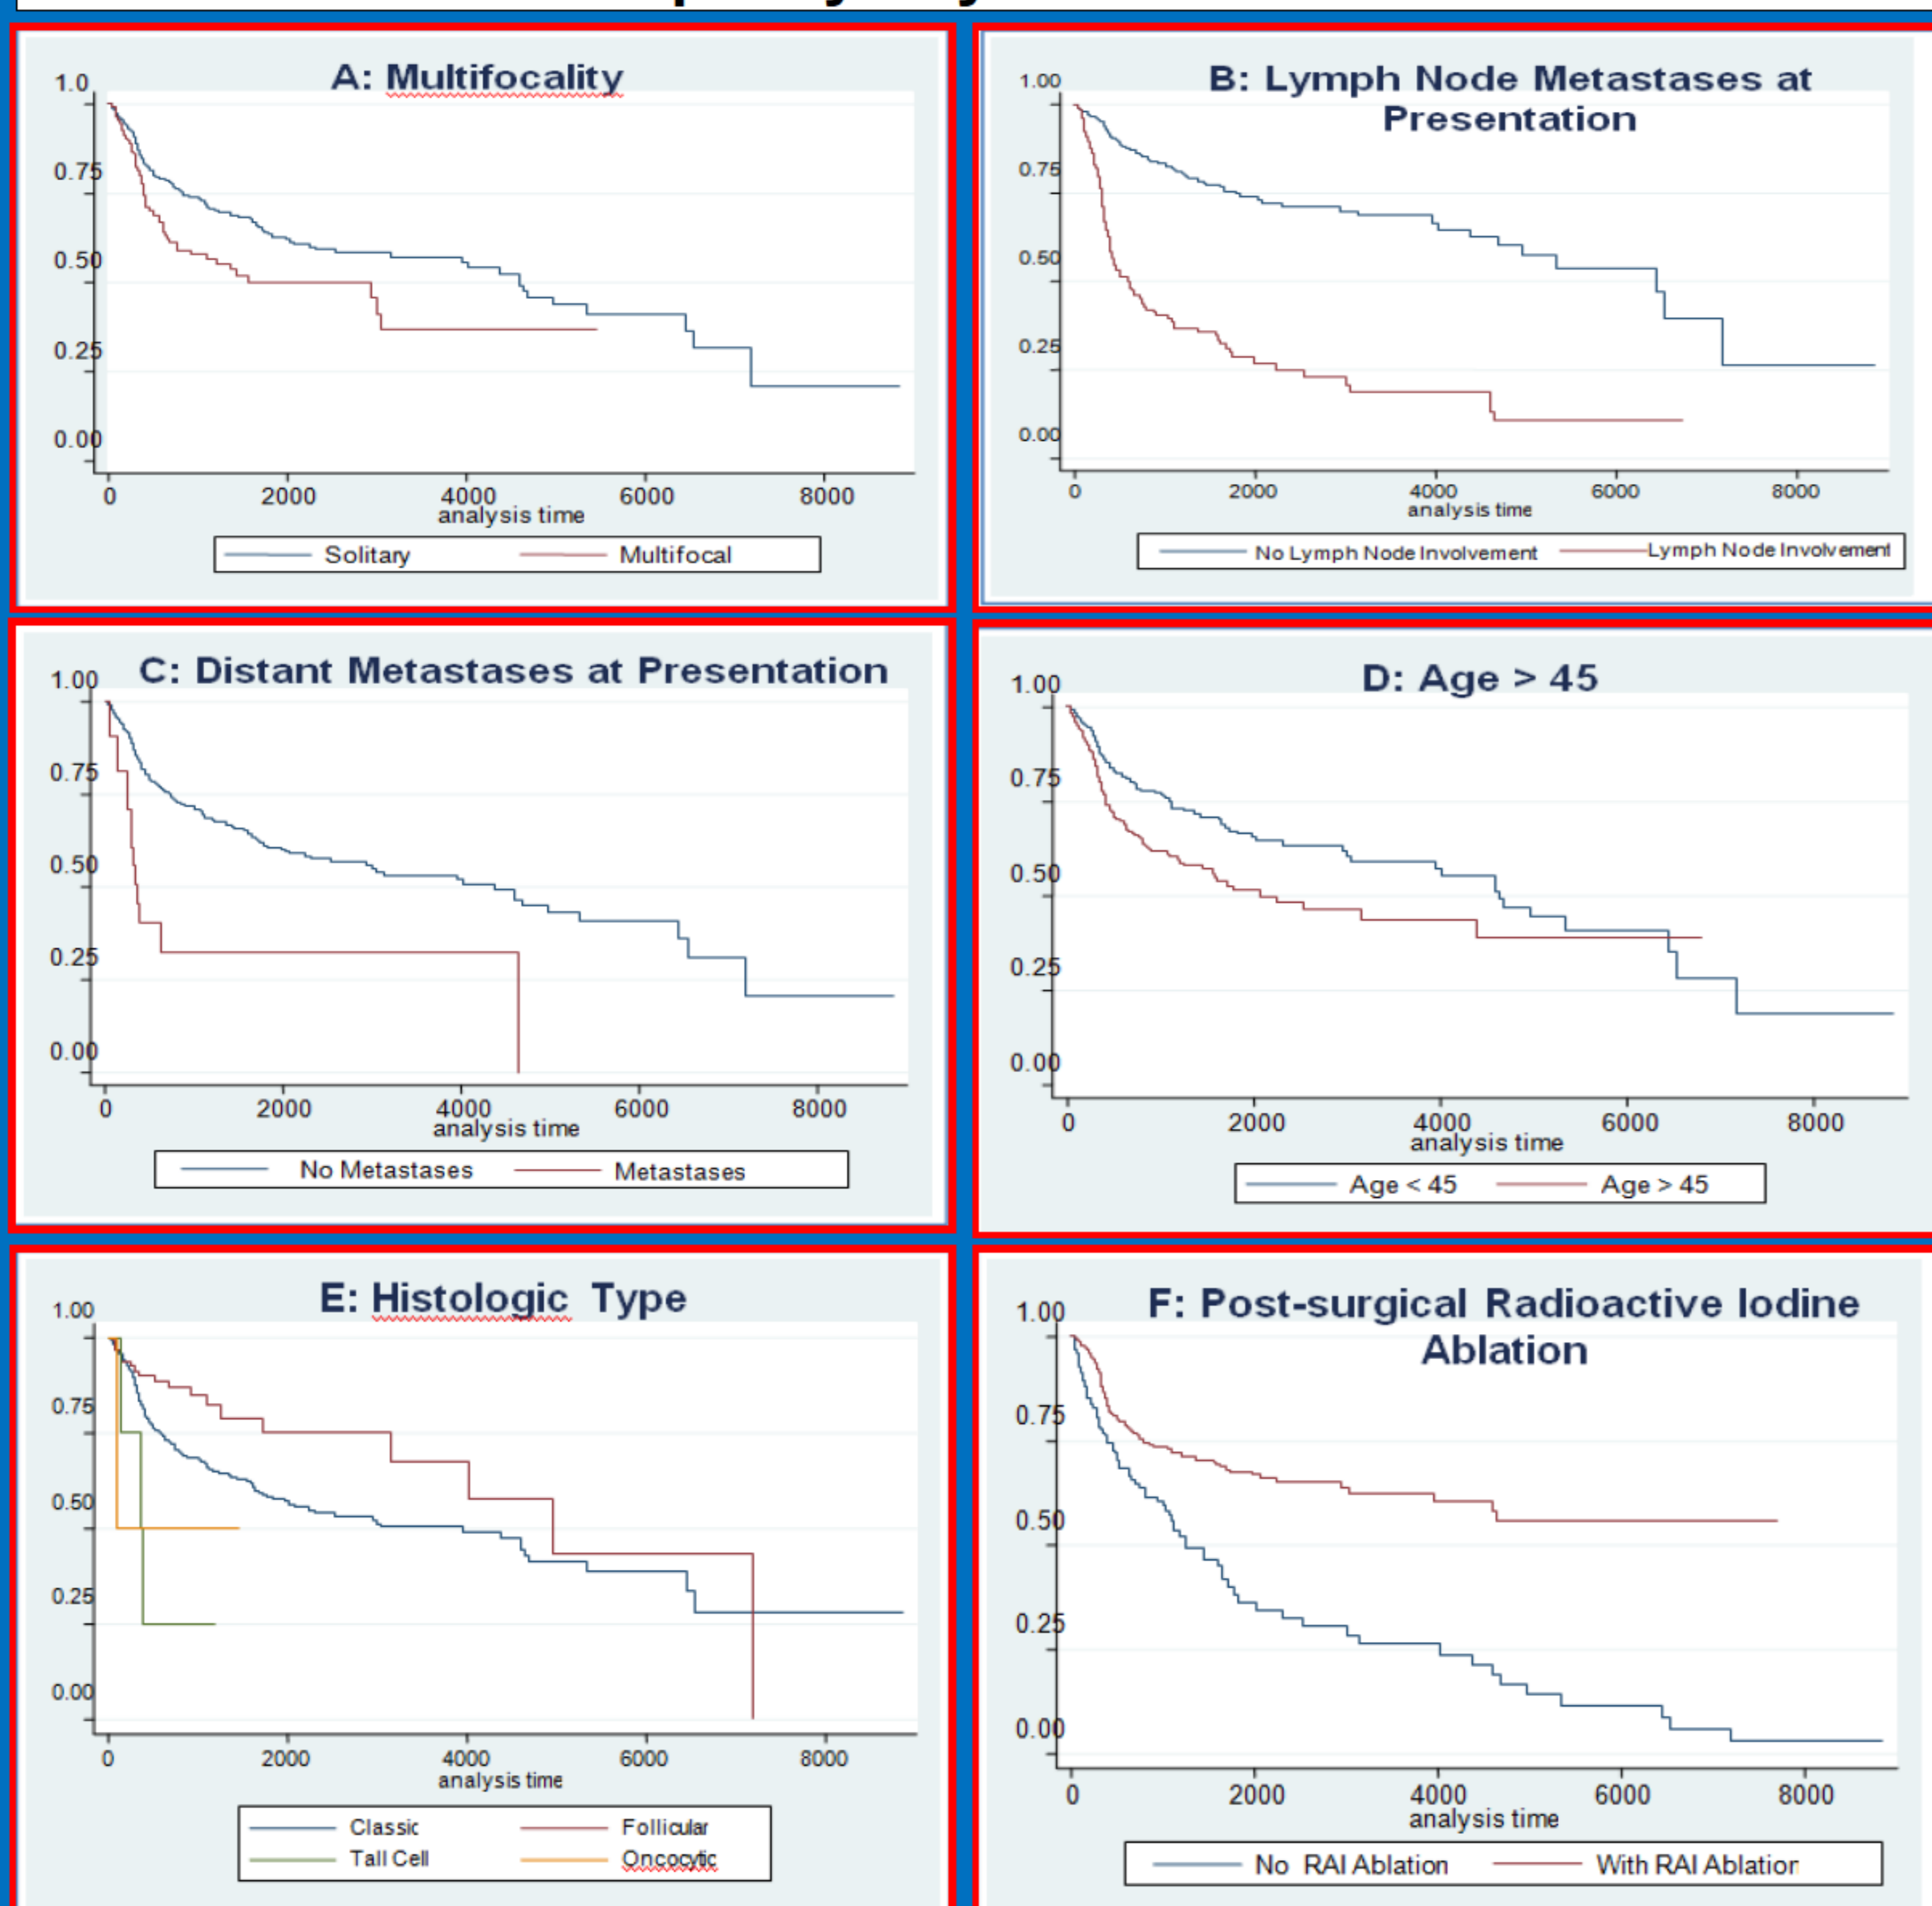 A: Multifocality
1.0
0.75
0.50
0.25
0.00
0 2000 4000 6000 8000
analysis time
Solitary Multifocal
B: Lymph Node Metastases at
Presentation
1.00
0.75
0.50
0.25
0.00
0 2000 4000 6000 8000
analysis time
No Lymph Node Involvement Lymph Node Involvement
C: Distant Metastases at Presentation
1.00
0.75
0.50
0.25
0.00
0 2000 4000 6000 8000
analysis time
No Metastases Metastases
D: Age > 45
1.00
0.75
0.50
0.25
0.00
0 2000 4000 6000 8000
analysis time
Age < 45 Age > 45
E: Histologic Type
1.00
0.75
0.50
0.25
0.00
0 2000 4000 6000 8000
analysis time
Classic Follicular
Tall Cell Oncocytic
F: Post-surgical Radioactive Iodine
Ablation
1.00
0.75
0.50
0.25
0.00
0 2000 4000 6000 8000
analysis time
No RAI Ablation With RAI Ablation